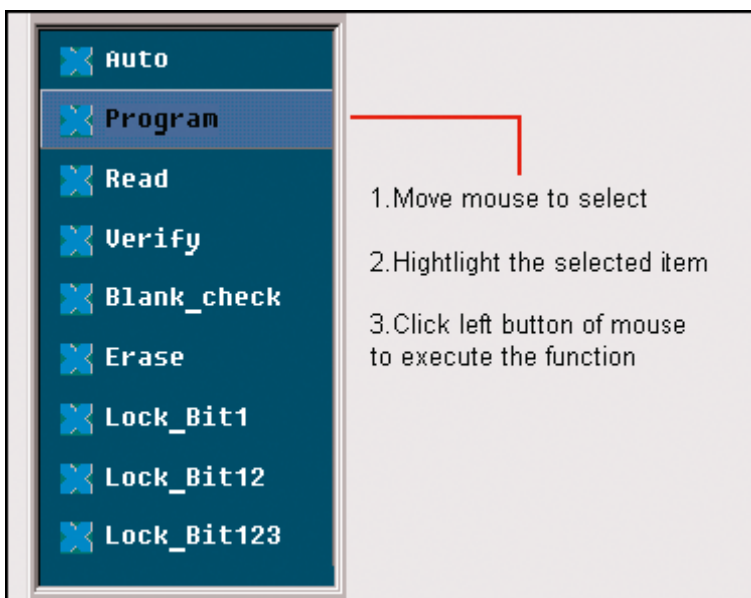 Auto
Program
Read
Verify
Blank_check
Erase
Lock_Bit1
Lock_Bit12
Lock_Bit123
1.Move mouse to select
2.Hightlight the selected item
3.Click left button of mouse
to execute the function